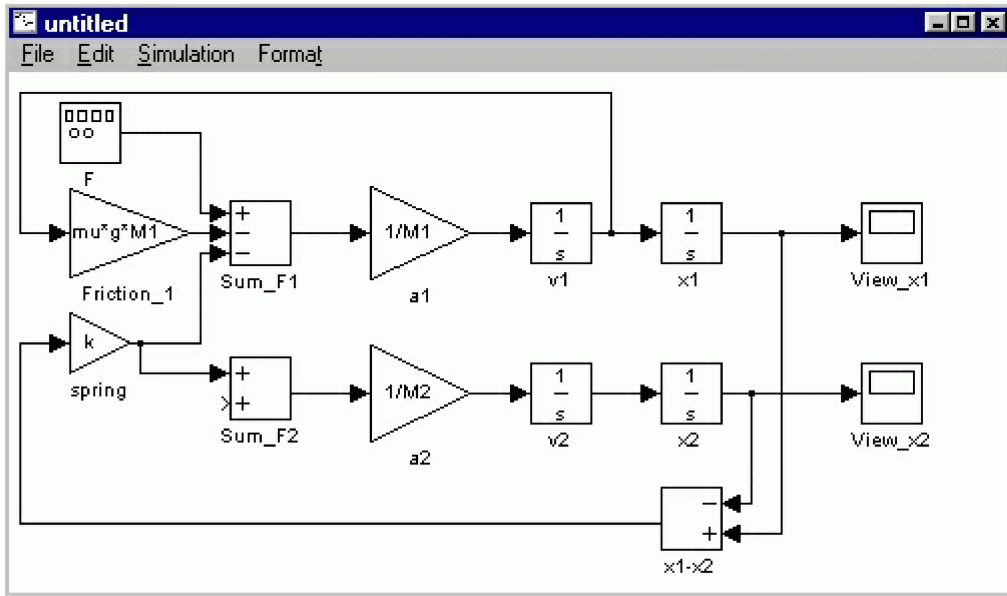 untitled
File Edit Simulation Format
F
mu*g*M1
Friction_1
+
−
−
Sum_F1
1/M1
a1
1
s
v1
1
s
x1
View_x1
k
spring
+
+
Sum_F2
1/M2
a2
1
s
v2
1
s
x2
View_x2
−
+
x1-x2